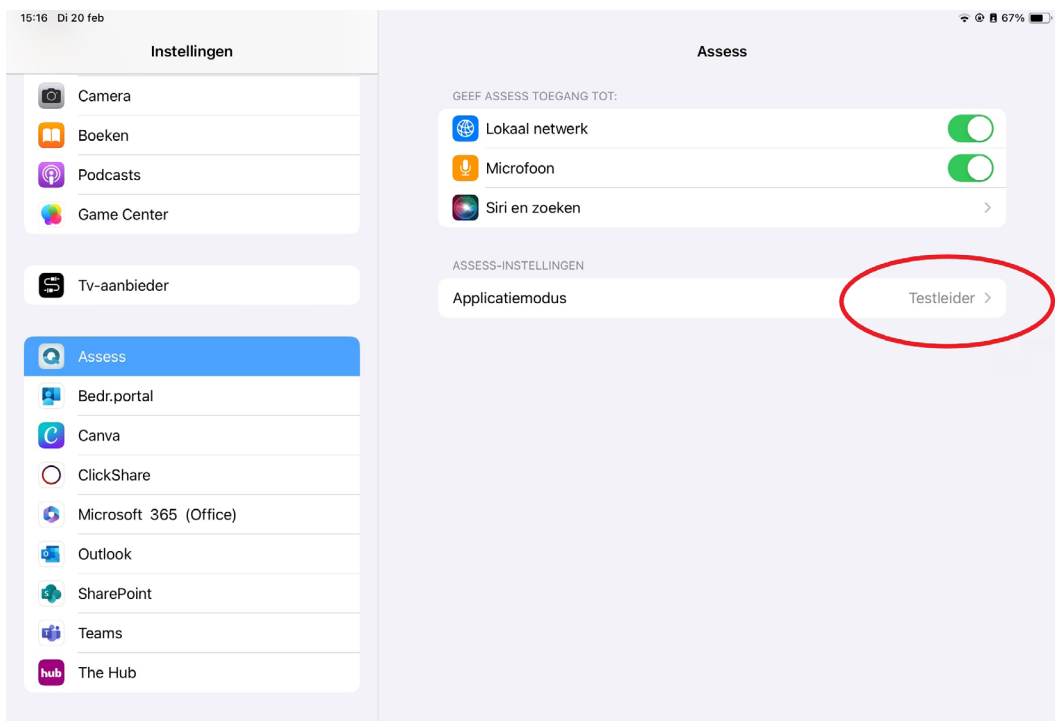 15:16 Di 20 feb
67%
Instellingen
Camera
Boeken
Podcasts
Game Center
Tv-aanbieder
Assess
Bedr.portal
Canva
ClickShare
Microsoft 365 (Office)
Outlook
SharePoint
Teams
hub The Hub
Assess
GEEF ASSESS TOEGANG TOT:
Lokaal netwerk
Microfoon
Siri en zoeken
ASSESS-INSTELLINGEN
Applicatiemodus Testleider